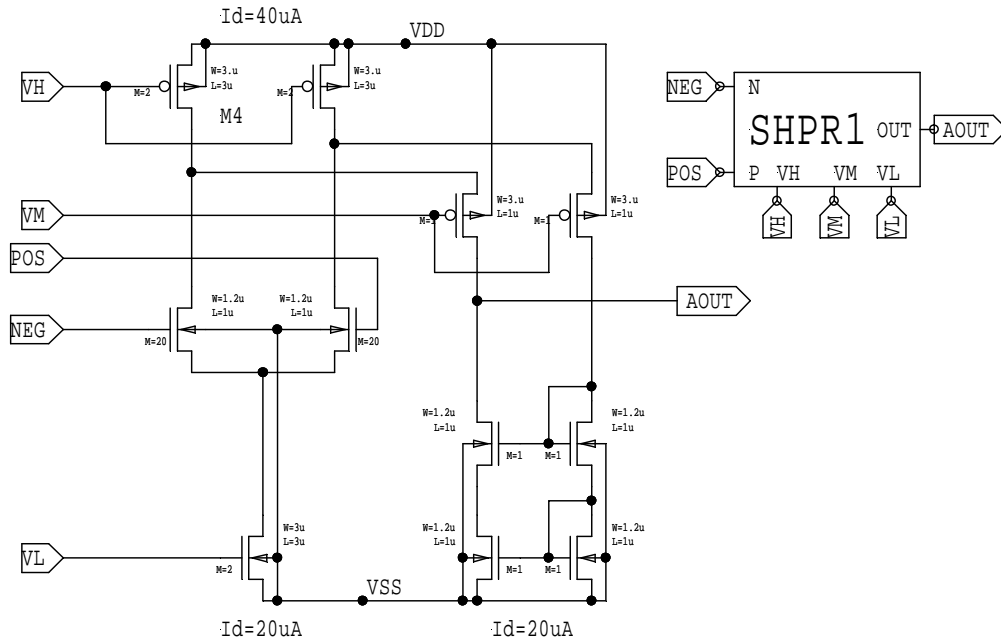 Id=40uA
VDD
VH
M=2
W=3.u
L=3u
M=2
W=3.u
L=3u
M4
NEG
N
SHPR1
OUT
AOUT
POS
P
VH
VM
VL
VH
VM
VL
VM
W=3.u
L=1u
M=1
W=3.u
L=1u
POS
W=1.2u
L=1u
W=1.2u
L=1u
AOUT
NEG
M=20
M=20
W=1.2u
L=1u
W=1.2u
L=1u
M=1
M=1
W=3u
L=3u
W=1.2u
L=1u
W=1.2u
L=1u
VL
M=2
M=1
M=1
VSS
Id=20uA
Id=20uA